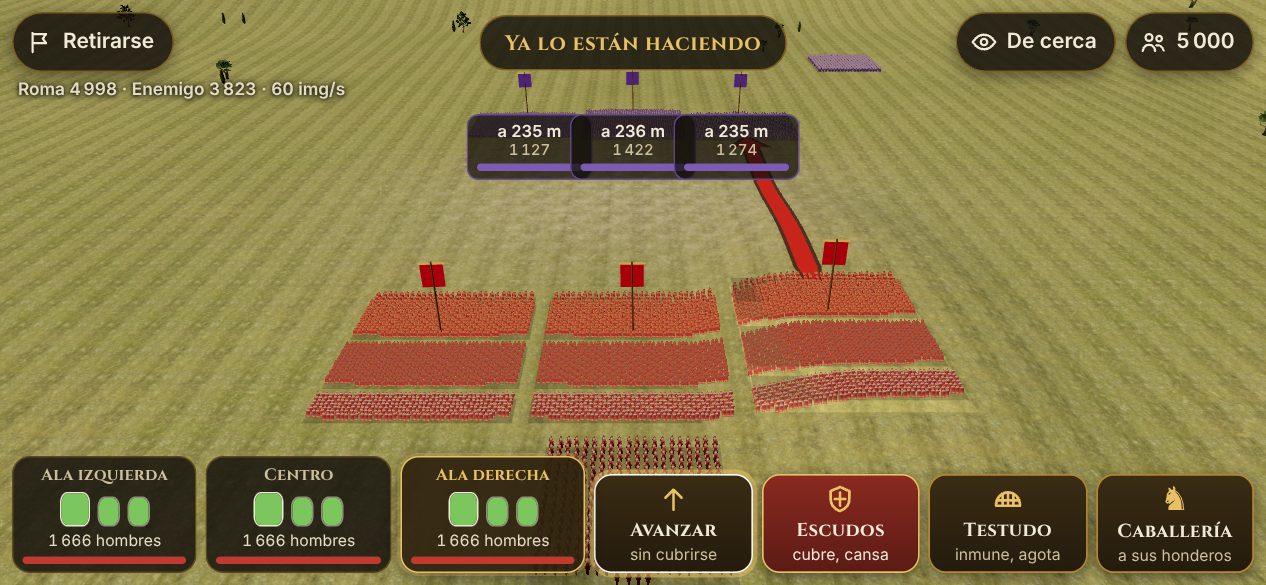 Retirarse
YA LO ESTÁN HACIENDO
De cerca
5 000
Roma 4 998 · Enemigo 3 823 · 60 img/s
a 235 m
1 127
a 236 m
1 422
a 235 m
1 274
ALA IZQUIERDA
1 666 hombres
CENTRO
1 666 hombres
ALA DERECHA
1 666 hombres
AVANZAR
sin cubrirse
ESCUDOS
cubre, cansa
TESTUDO
inmune, agota
CABALLERÍA
a sus honderos